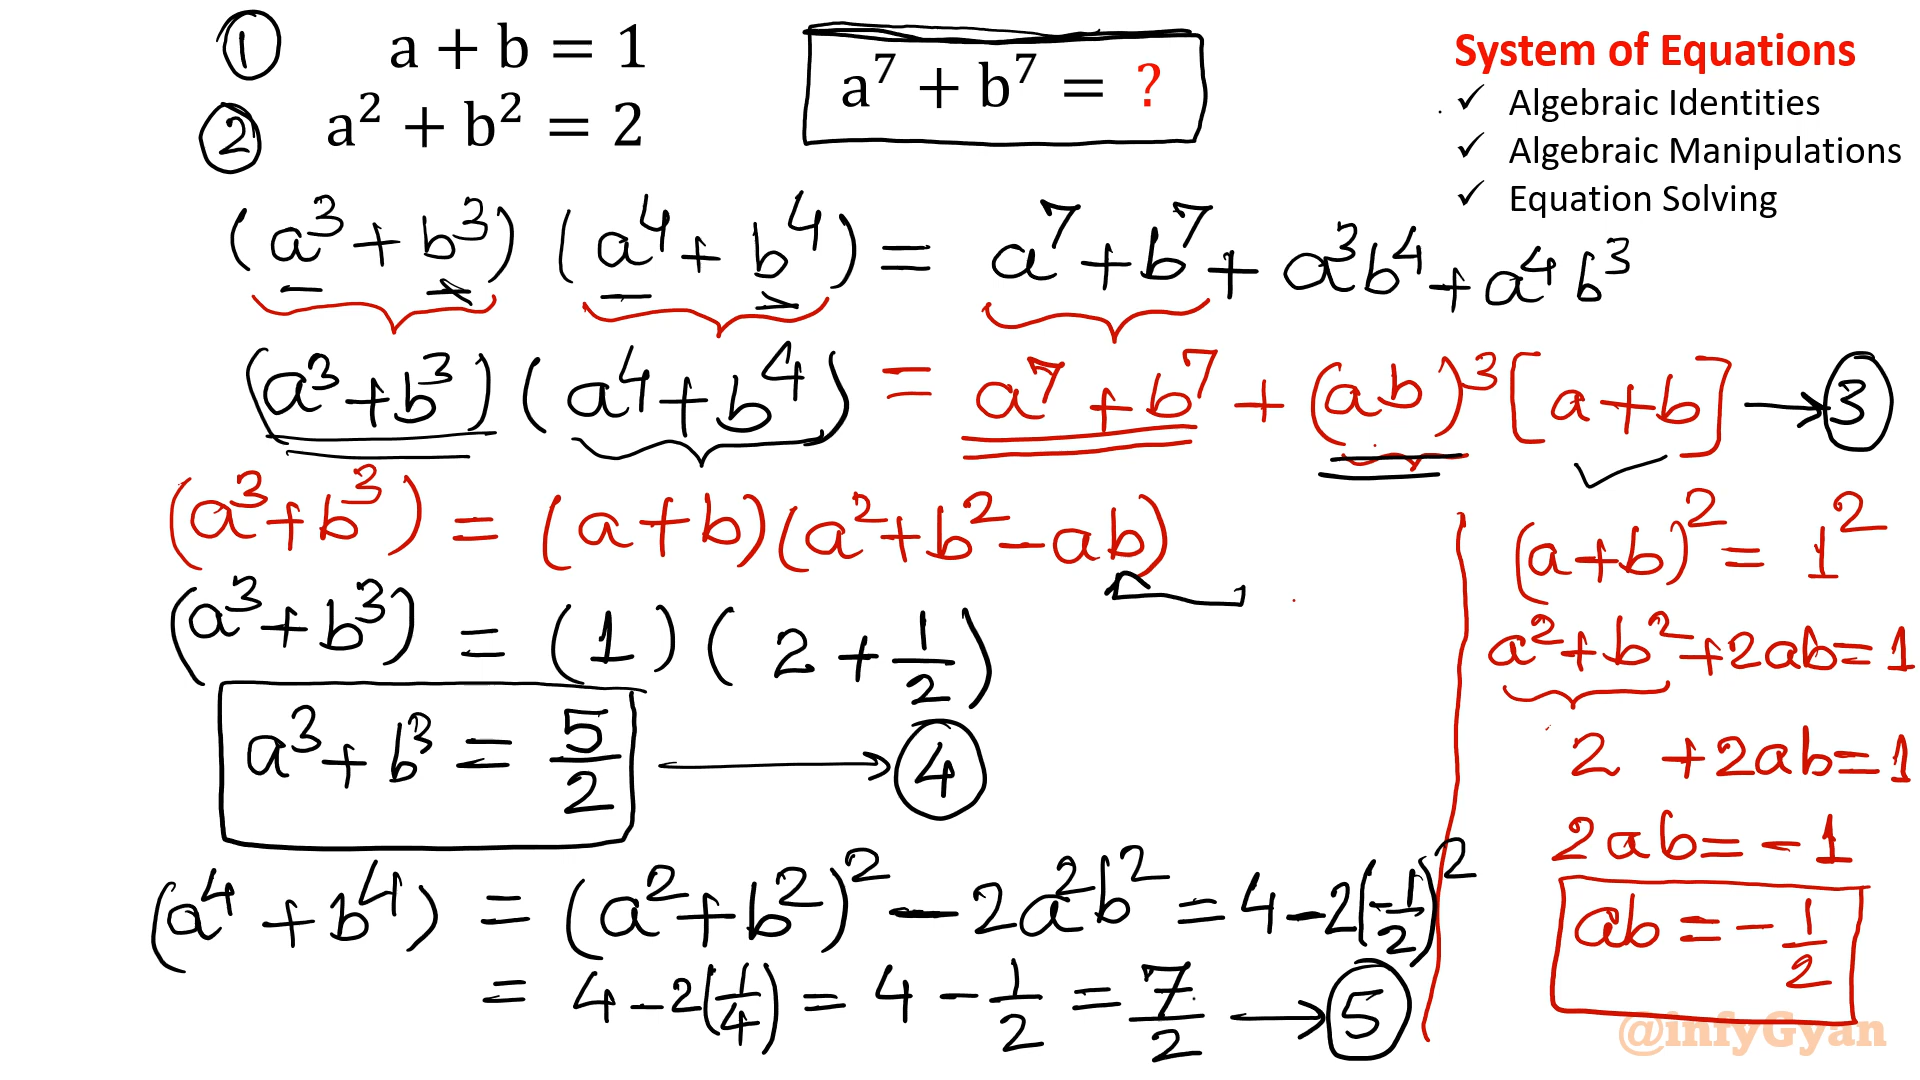 ① a + b = 1
② a² + b² = 2
a⁷ + b⁷ = ?
System of Equations
✓ Algebraic Identities
✓ Algebraic Manipulations
✓ Equation Solving
(a³ + b³) (a⁴ + b⁴) = a⁷ + b⁷ + a³b⁴ + a⁴b³
(a³ + b³) (a⁴ + b⁴) = a⁷ + b⁷ + (ab)³ [a + b] → ③
(a³ + b³) = (a + b)(a² + b² − ab)
(a³ + b³) = (1) (2 + 1/2)
a³ + b³ = 5/2 → ④
(a⁴ + b⁴) = (a² + b²)² − 2a²b² = 4 − 2(−1/2)²
= 4 − 2(1/4) = 4 − 1/2 = 7/2 → ⑤
(a + b)² = 1²
a² + b² + 2ab = 1
2 + 2ab = 1
2ab = −1
ab = −1/2
@infyGyan